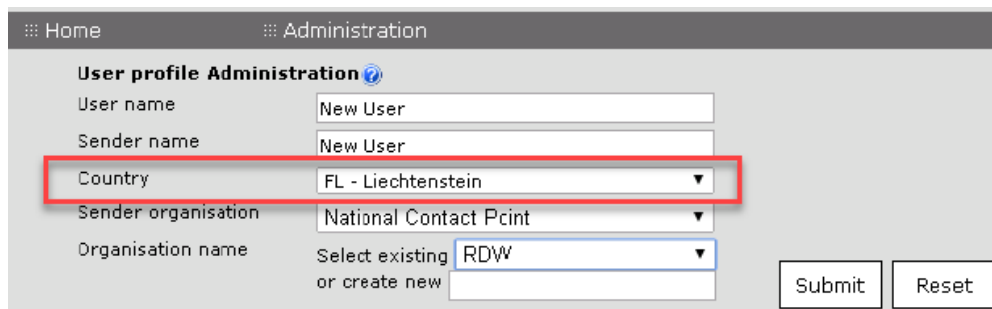 Home Administration
User profile Administration
User name New User
Sender name New User
Country FL - Liechtenstein
Sender organisation National Contact Point
Organisation name Select existing RDW
or create new
Submit Reset